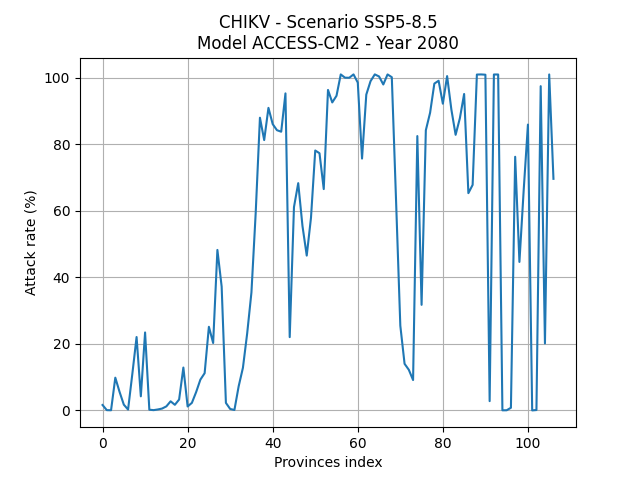 CHIKV - Scenario SSP5-8.5
Model ACCESS-CM2 - Year 2080
Attack rate (%)
100
80
60
40
20
0
0 20 40 60 80 100
Provinces index